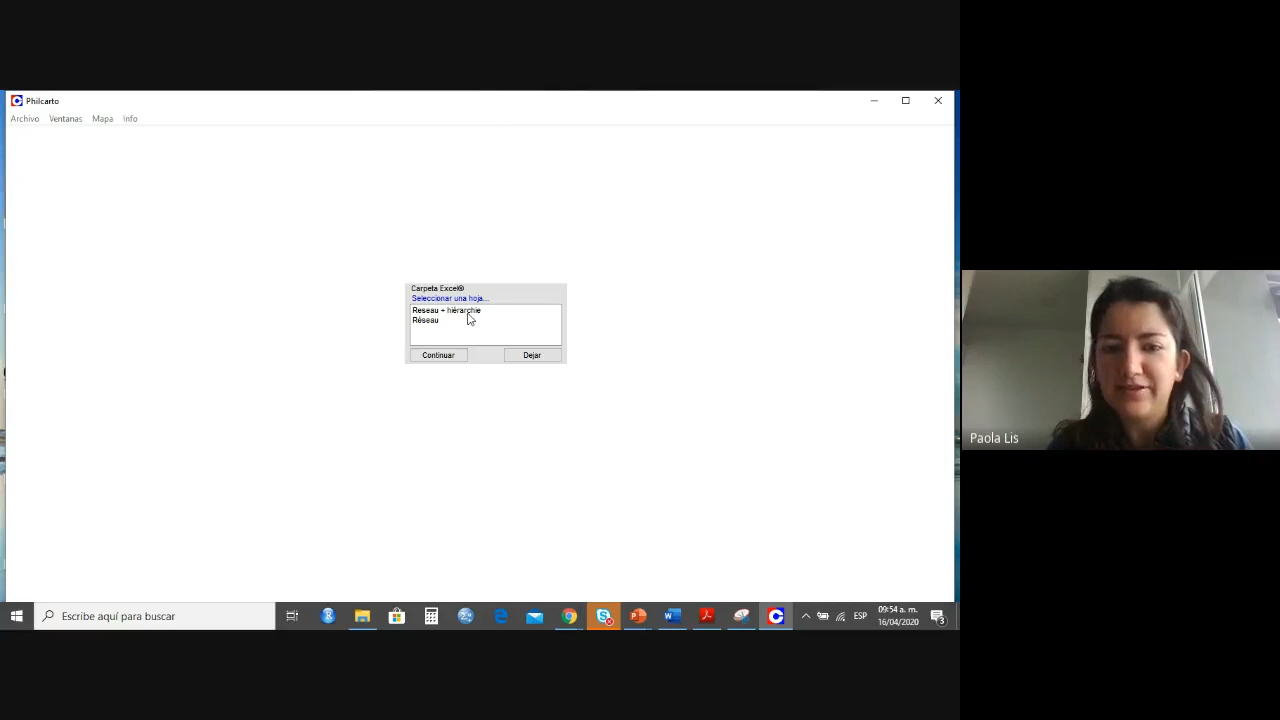 Philcarto
Archivo Ventanas Mapa Info
Carpeta Excel®
Seleccionar una hoja...
Reseau + hiérarchie
Réseau
Continuar Dejar
Paola Lis
Escribe aquí para buscar
ESP
09:54 a. m.
16/04/2020
3